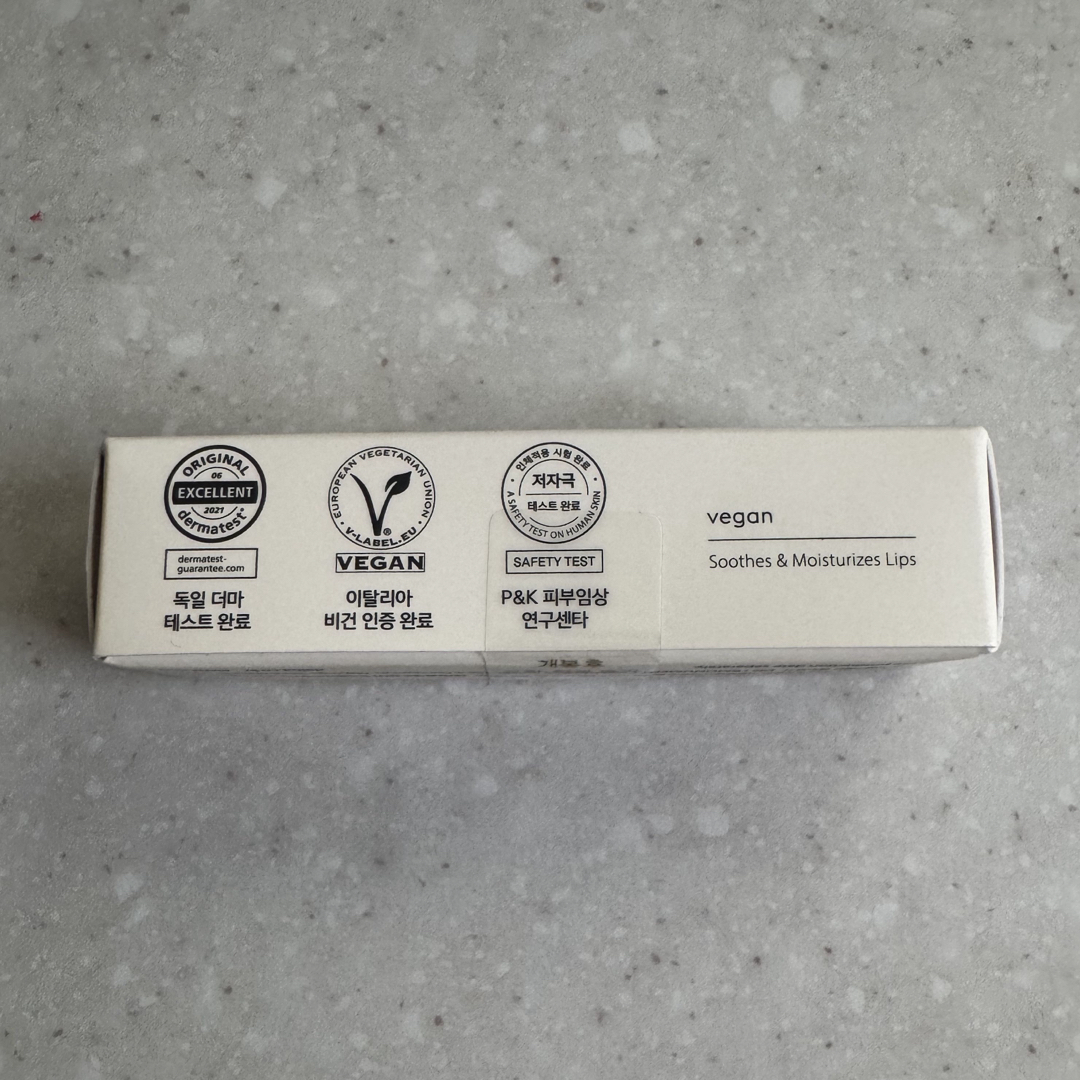 ORIGINAL
06
EXCELLENT
2021
dermatest®
dermatest-
guarantee.com
독일 더마
테스트 완료
· EUROPEAN VEGETARIAN UNION ·
V-LABEL.EU
®
VEGAN
이탈리아
비건 인증 완료
· 인체적용 시험 완료 ·
저자극
테스트 완료
A SAFETY TEST ON HUMAN SKIN
SAFETY TEST
P&K 피부임상
연구센타
vegan
Soothes & Moisturizes Lips